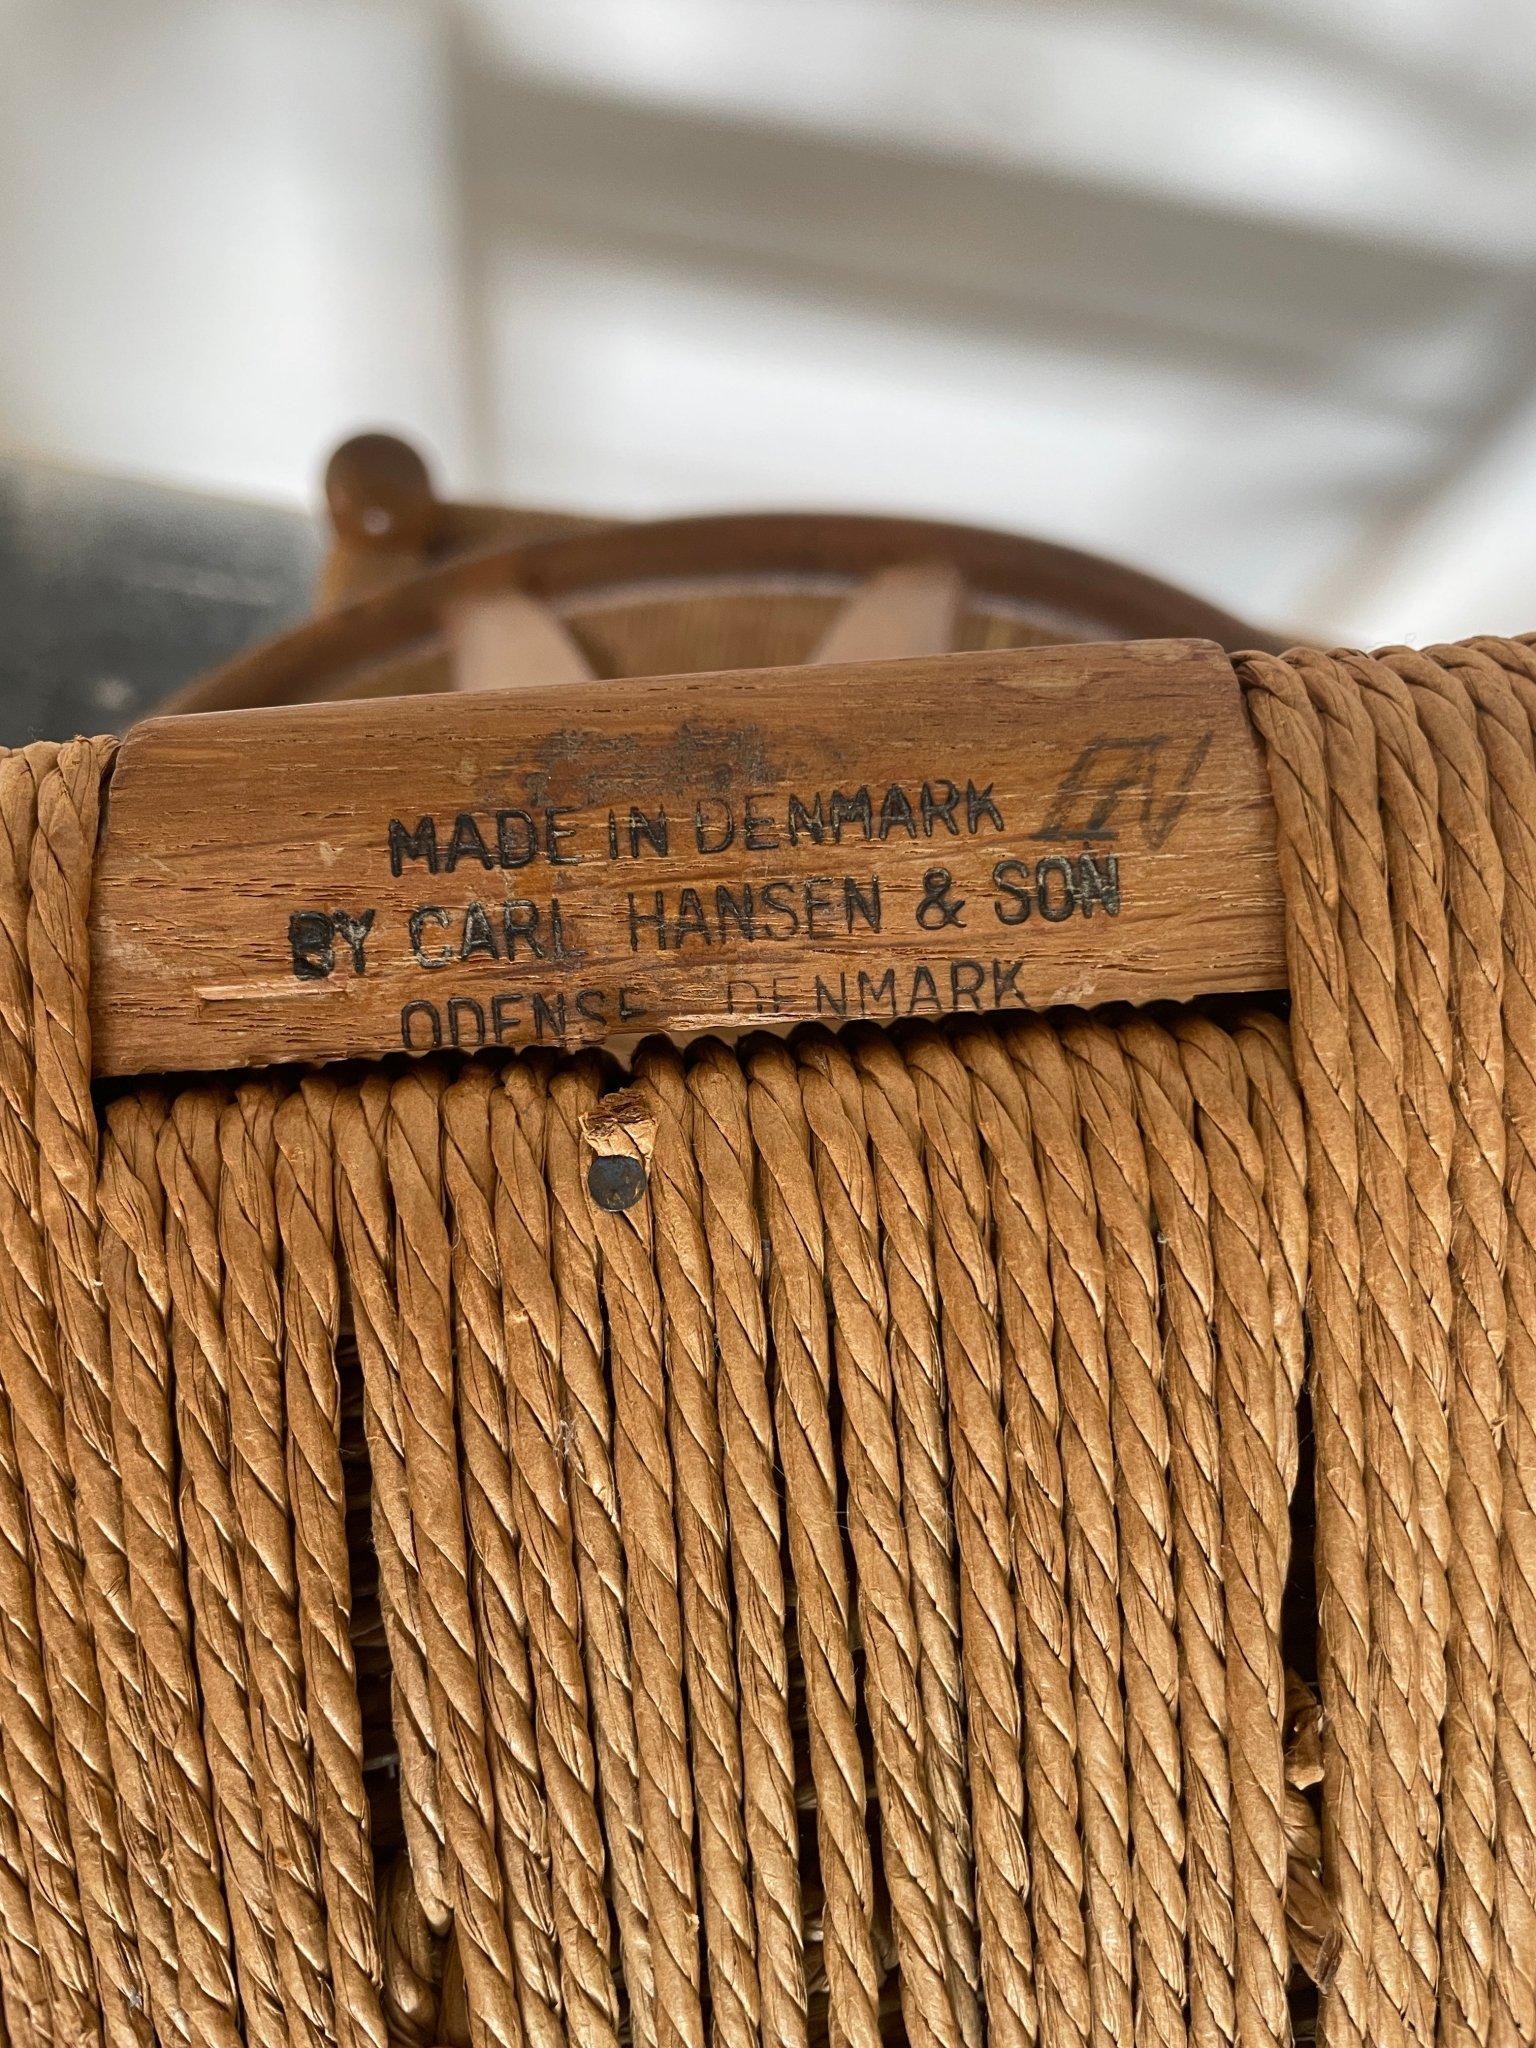 MADE IN DENMARK
BY CARL HANSEN & SON
ODENSE DENMARK